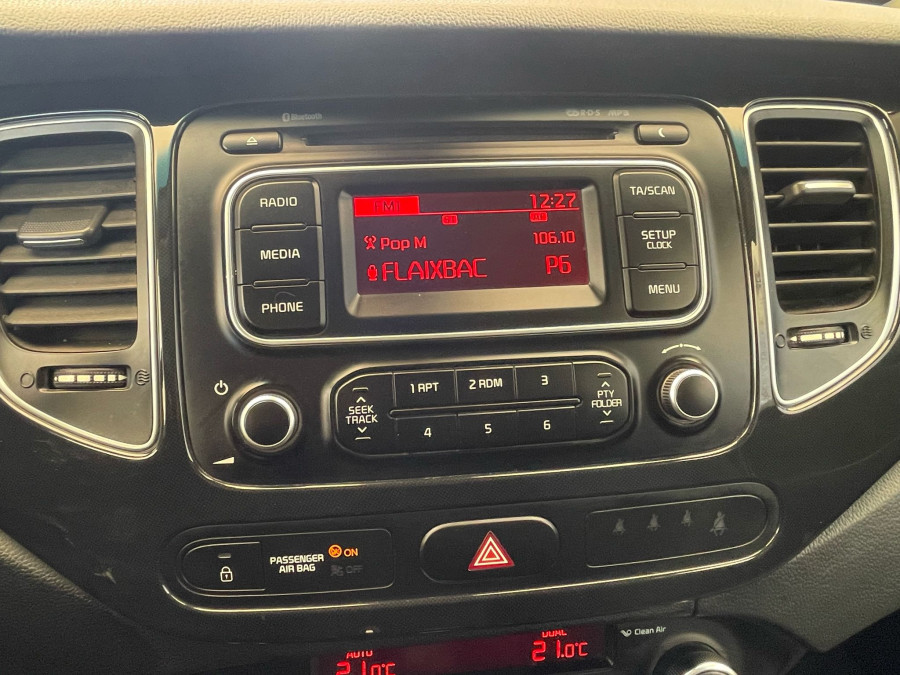 Bluetooth
RDS MP3
RADIO
MEDIA
PHONE
FM1
12:27
Pop M
106.10
FLAIXBAC
P6
TA/SCAN
SETUP
CLOCK
MENU
SEEK
TRACK
1 RPT
2 RDM
3
4
5
6
PTY
FOLDER
PASSENGER
AIR BAG
ON
OFF
AUTO
21.0°C
DUAL
21.0°C
Clean Air